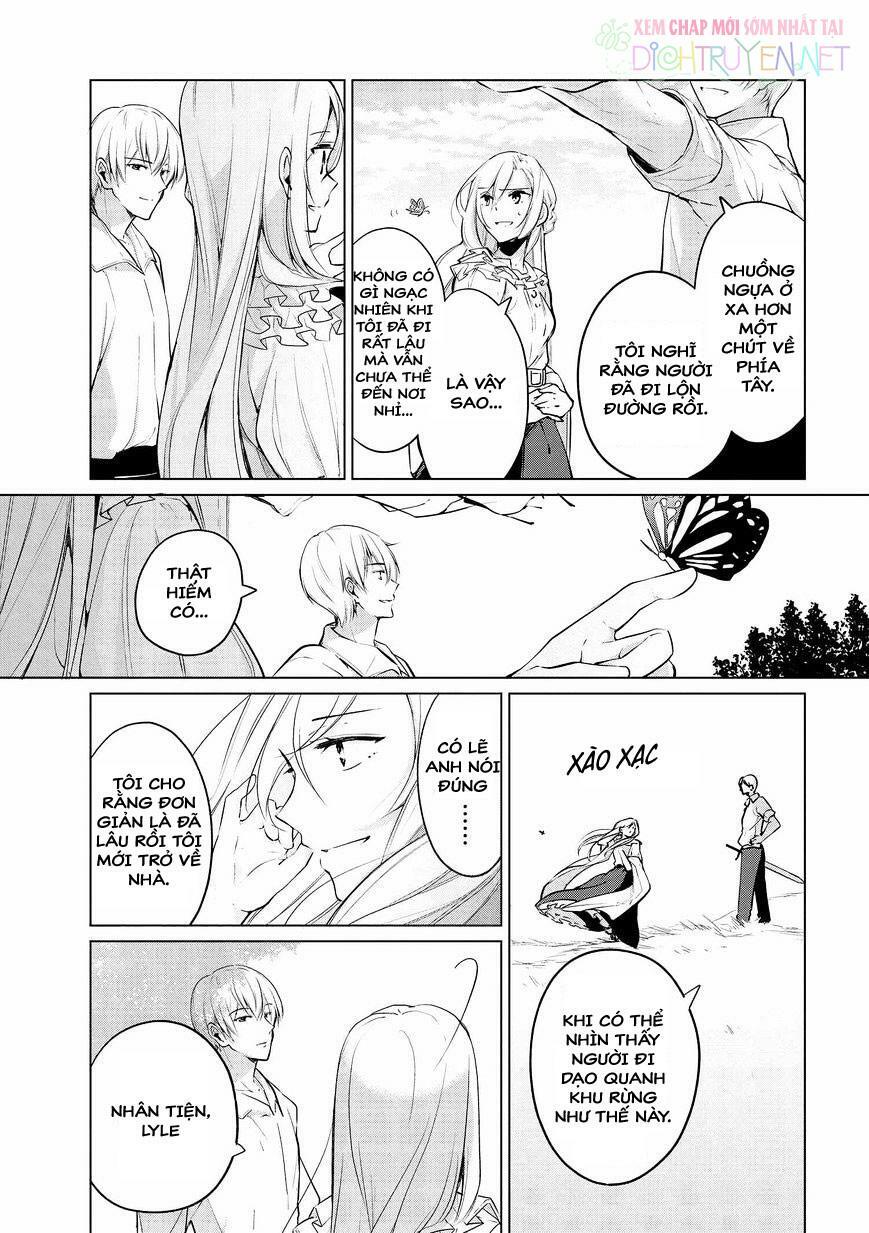 XEM CHAP MỚI SỚM NHẤT TẠI
DICHTRUYEN.NET
CHUỒNG
NGỰA Ở
XA HƠN
MỘT
CHÚT VỀ
PHÍA
TÂY.
TÔI NGHĨ
RẰNG NGƯỜI
ĐÃ ĐI LỘN
ĐƯỜNG RỒI.
LÀ VẬY
SAO...
KHÔNG CÓ
GÌ NGẠC
NHIÊN KHI
TÔI ĐÃ ĐI
RẤT LÂU
MÀ VẪN
CHƯA THỂ
ĐẾN NƠI
NHỈ...
THẬT
HIẾM
CÓ...
XÀO XẠC
KHI CÓ THỂ
NHÌN THẤY
NGƯỜI ĐI
DẠO QUANH
KHU RỪNG
NHƯ THẾ NÀY.
CÓ LẼ
ANH NÓI
ĐÚNG
........
TÔI CHO
RẰNG ĐƠN
GIẢN LÀ ĐÃ
LÂU RỒI TÔI
MỚI TRỞ VỀ
NHÀ.
NHÂN TIỆN,
LYLE